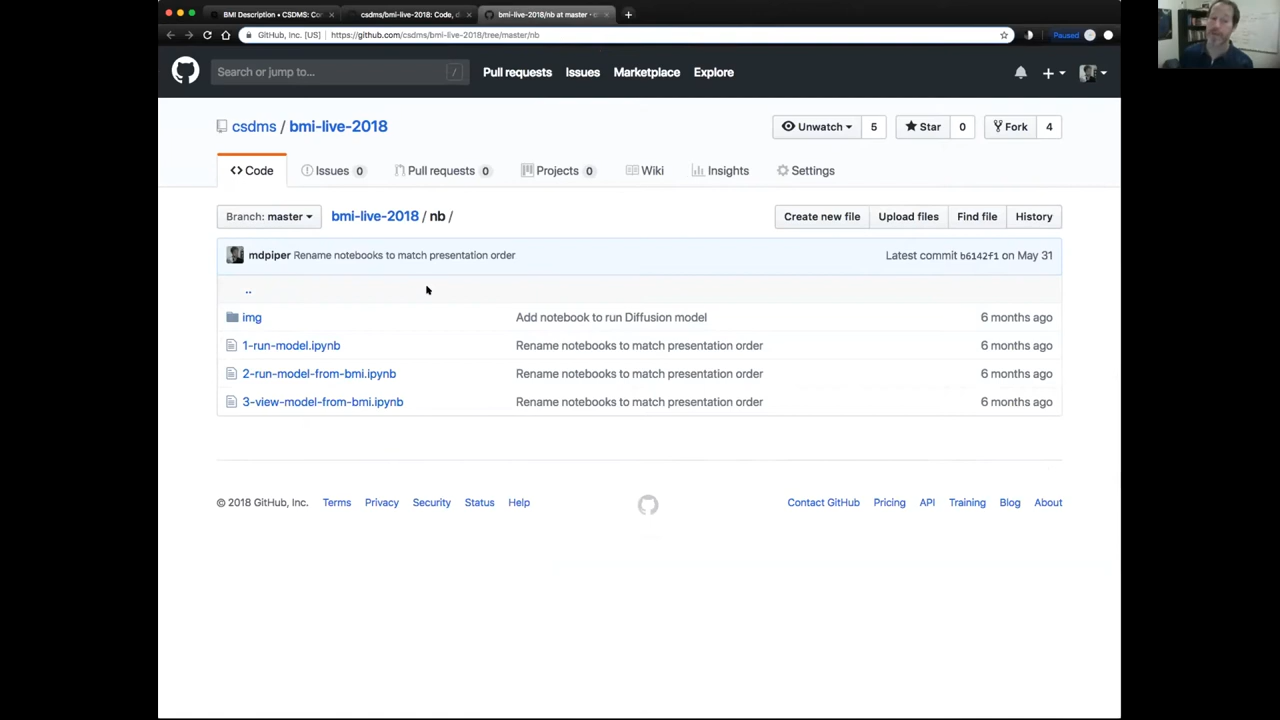 BMI Description • CSDMS: Co
csdms/bmi-live-2018: Code, d
bmi-live-2018/nb at master · c
GitHub, Inc. [US] https://github.com/csdms/bmi-live-2018/tree/master/nb
Paused
Search or jump to... /
Pull requests Issues Marketplace Explore
csdms / bmi-live-2018
Unwatch 5 Star 0 Fork 4
Code Issues 0 Pull requests 0 Projects 0 Wiki Insights Settings
Branch: master bmi-live-2018 / nb / Create new file Upload files Find file History
mdpiper Rename notebooks to match presentation order Latest commit b6142f1 on May 31
..
img Add notebook to run Diffusion model 6 months ago
1-run-model.ipynb Rename notebooks to match presentation order 6 months ago
2-run-model-from-bmi.ipynb Rename notebooks to match presentation order 6 months ago
3-view-model-from-bmi.ipynb Rename notebooks to match presentation order 6 months ago
© 2018 GitHub, Inc. Terms Privacy Security Status Help Contact GitHub Pricing API Training Blog About